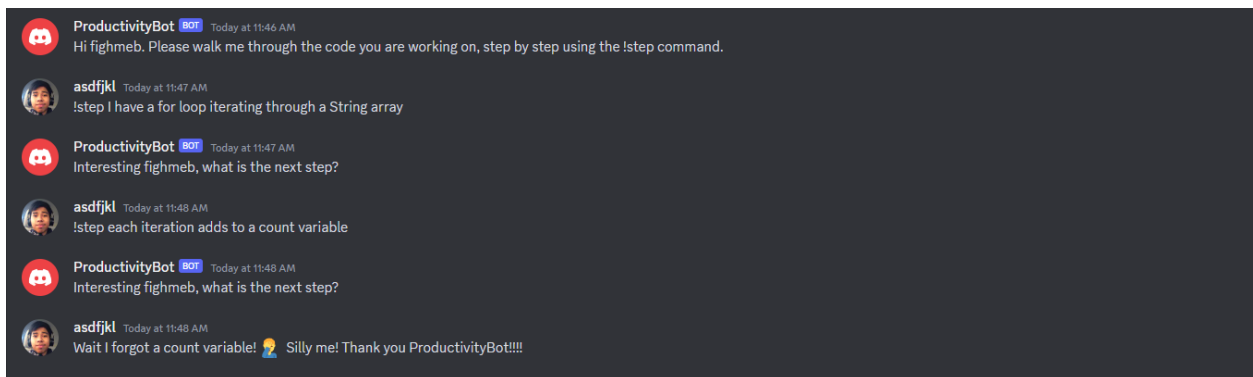 ProductivityBot BOT Today at 11:46 AM
Hi fighmeb. Please walk me through the code you are working on, step by step using the !step command.
asdfjkl Today at 11:47 AM
!step I have a for loop iterating through a String array
ProductivityBot BOT Today at 11:47 AM
Interesting fighmeb, what is the next step?
asdfjkl Today at 11:48 AM
!step each iteration adds to a count variable
ProductivityBot BOT Today at 11:48 AM
Interesting fighmeb, what is the next step?
asdfjkl Today at 11:48 AM
Wait I forgot a count variable! 🤦‍♂️ Silly me! Thank you ProductivityBot!!!!